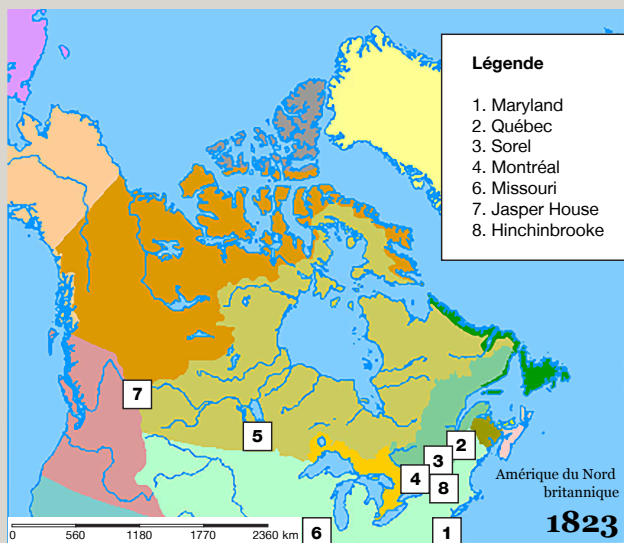 Légende
1. Maryland
2. Québec
3. Sorel
4. Montréal
6. Missouri
7. Jasper House
8. Hinchinbrooke
7
5
2
3
4
8
6
1
Amérique du Nord
britannique
1823
0 560 1180 1770 2360 km